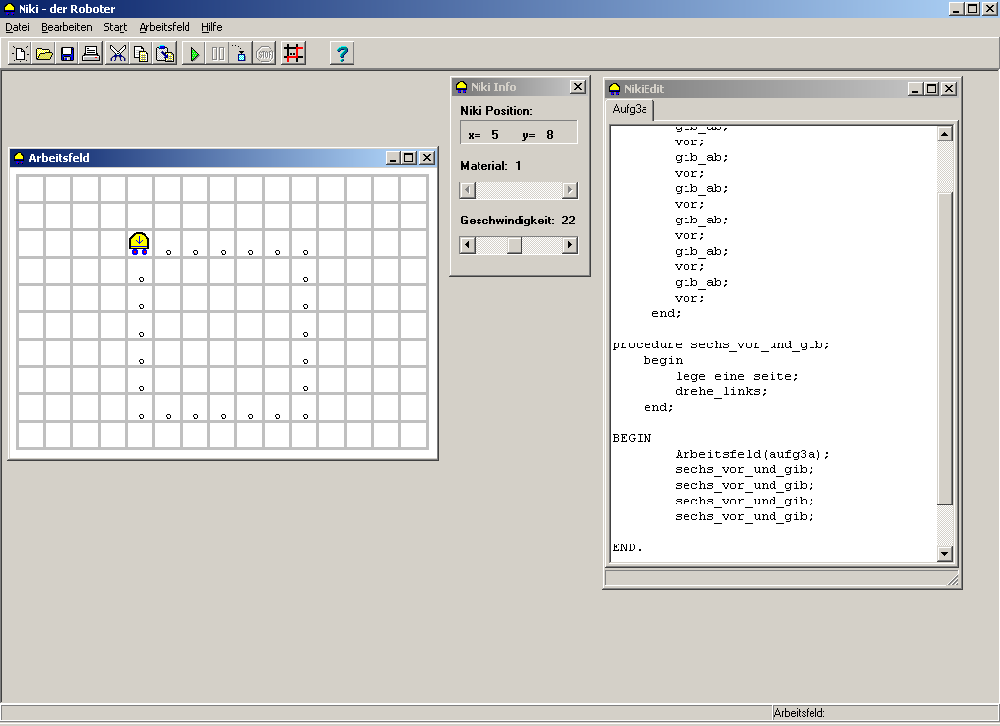 Niki - der Roboter
Datei Bearbeiten Start Arbeitsfeld Hilfe
STOP
?
Arbeitsfeld
Niki Info
Niki Position:
x= 5 y= 8
Material: 1
Geschwindigkeit: 22
NikiEdit
Aufg3a
gib_ab;
vor;
gib_ab;
vor;
gib_ab;
vor;
gib_ab;
vor;
gib_ab;
vor;
gib_ab;
vor;
end;
procedure sechs_vor_und_gib;
begin
lege_eine_seite;
drehe_links;
end;
BEGIN
Arbeitsfeld(aufg3a);
sechs_vor_und_gib;
sechs_vor_und_gib;
sechs_vor_und_gib;
sechs_vor_und_gib;
END.
Arbeitsfeld: